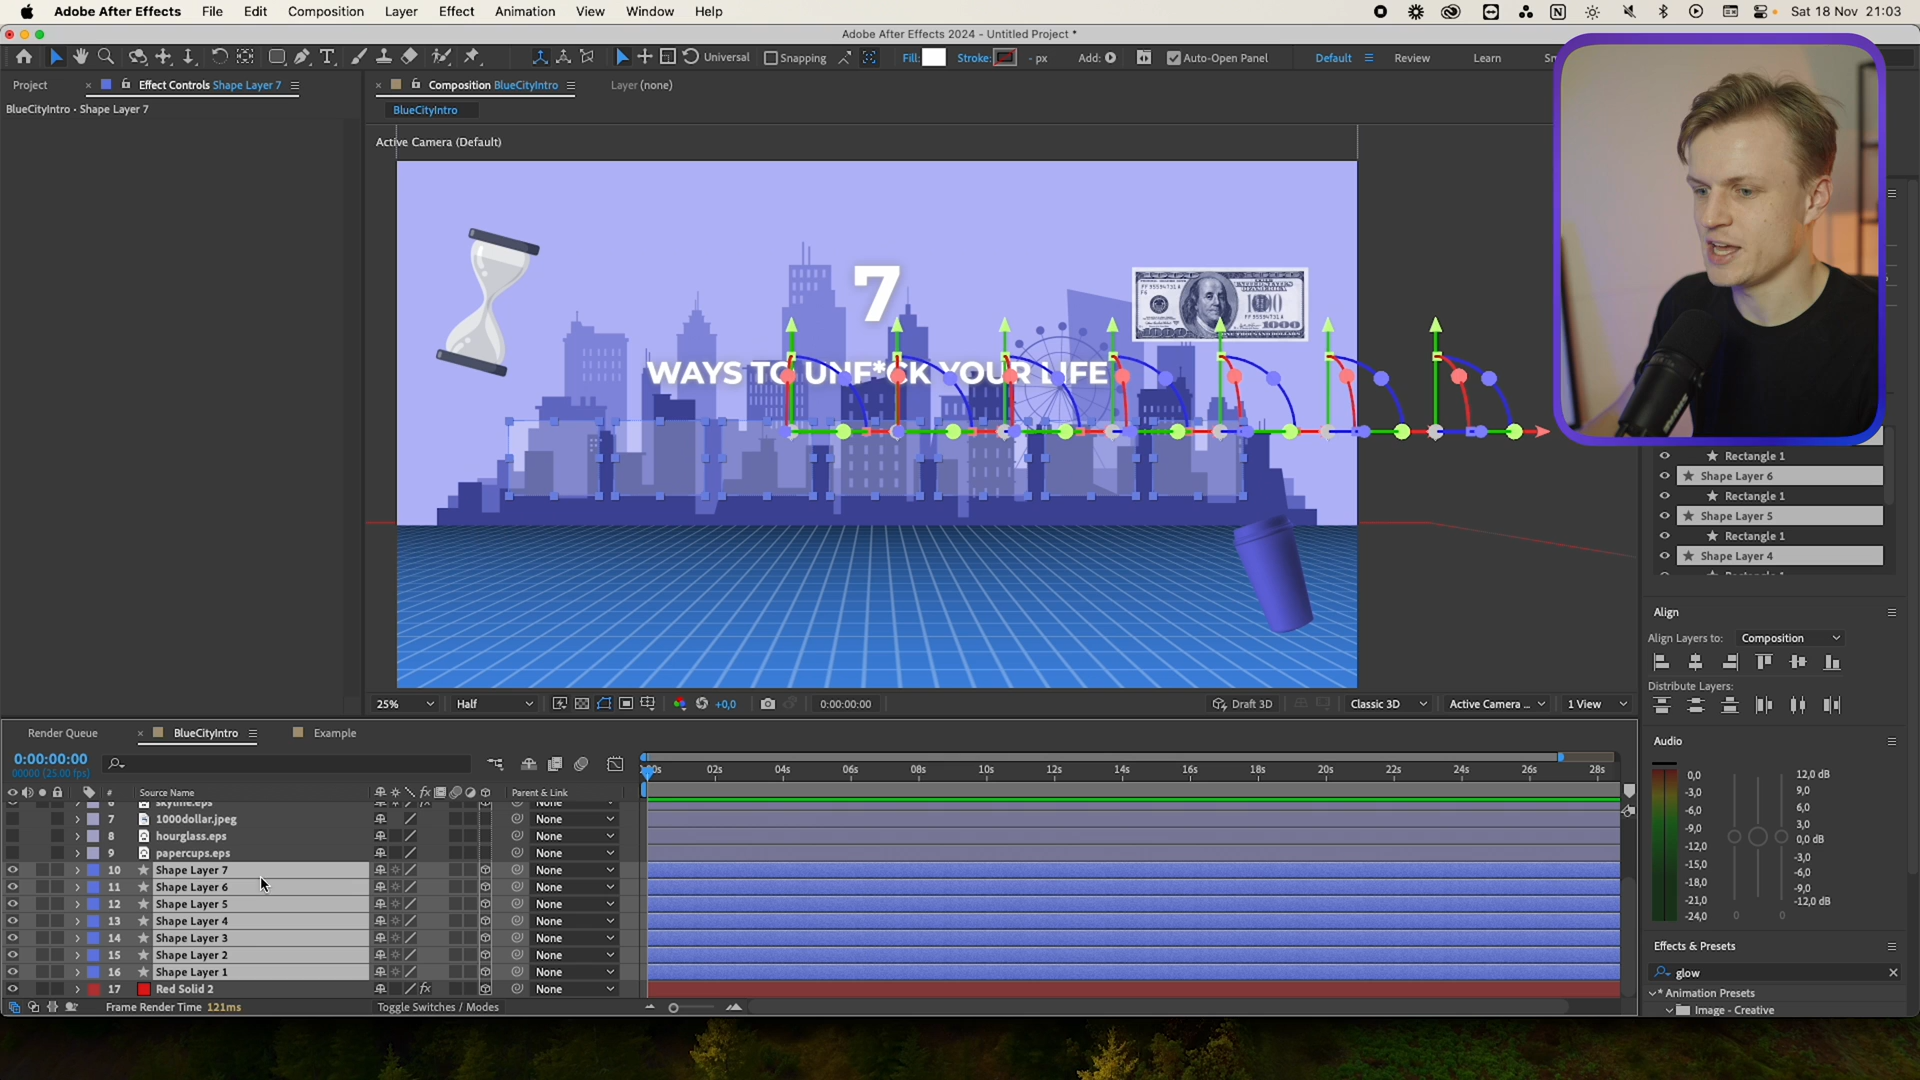 Adobe After Effects File Edit Composition Layer Effect Animation View Window Help Sat 18 Nov 21:03
Adobe After Effects 2024 - Untitled Project *
Universal Snapping Fill: Stroke: - px Add: Auto-Open Panel Default Review Learn
Project Effect Controls Shape Layer 7 Composition BlueCityIntro Layer (none)
BlueCityIntro • Shape Layer 7 BlueCityIntro
Active Camera (Default)
7
WAYS TO UNF*CK YOUR LIFE
Rectangle 1
Shape Layer 6
Rectangle 1
Shape Layer 5
Rectangle 1
Shape Layer 4
Align
Align Layers to: Composition
Distribute Layers:
25% Half +0,0 0:00:00:00 Draft 3D Classic 3D Active Camera ... 1 View
Render Queue BlueCityIntro Example
0:00:00:00
00000 (25.00 fps)
02s 04s 06s 08s 10s 12s 14s 16s 18s 20s 22s 24s 26s 28s
# Source Name Parent & Link
skyline.eps None
7 1000dollar.jpeg None
8 hourglass.eps None
9 papercups.eps None
10 Shape Layer 7 None
11 Shape Layer 6 None
12 Shape Layer 5 None
13 Shape Layer 4 None
14 Shape Layer 3 None
15 Shape Layer 2 None
16 Shape Layer 1 None
17 Red Solid 2 None
Frame Render Time 121ms Toggle Switches / Modes
Audio
0,0
-3,0
-6,0
-9,0
-12,0
-15,0
-18,0
-21,0
-24,0
0 0
12,0 dB
9,0
6,0
3,0
0,0 dB
-3,0
-6,0
-9,0
-12,0 dB
Effects & Presets
glow
* Animation Presets
Image - Creative